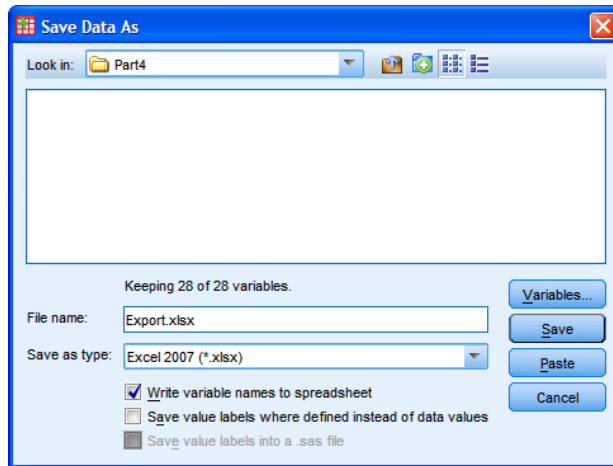 Save Data As
Look in: Part4
Keeping 28 of 28 variables.
Variables...
File name: Export.xlsx
Save
Save as type: Excel 2007 (*.xlsx)
Paste
Write variable names to spreadsheet
Cancel
Save value labels where defined instead of data values
Save value labels into a .sas file